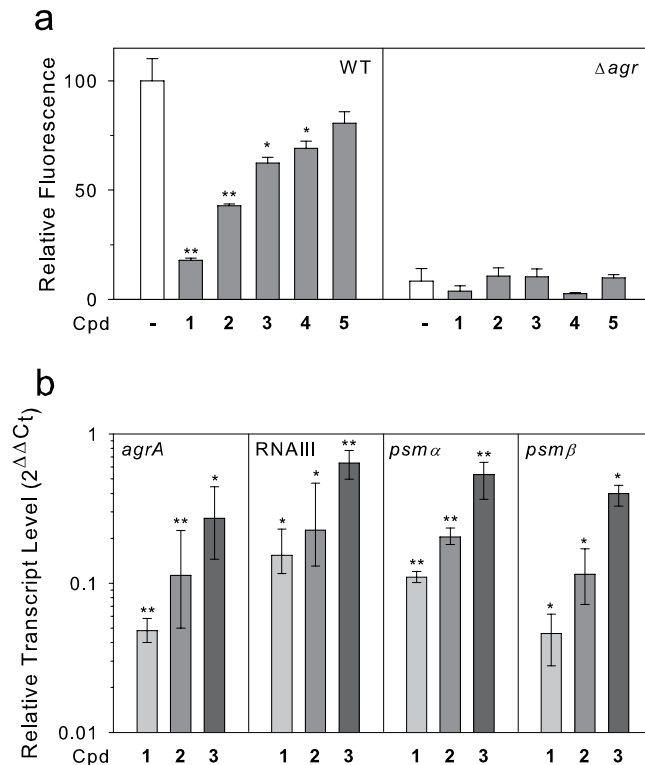 a
WT
Δagr
Relative Fluorescence
100
50
0
** ** * *
Cpd - 1 2 3 4 5 - 1 2 3 4 5
b
Relative Transcript Level (2^ΔΔCt)
1
0.1
0.01
agrA RNAIII psmα psmβ
** ** * * * ** ** ** ** * * *
Cpd 1 2 3 1 2 3 1 2 3 1 2 3